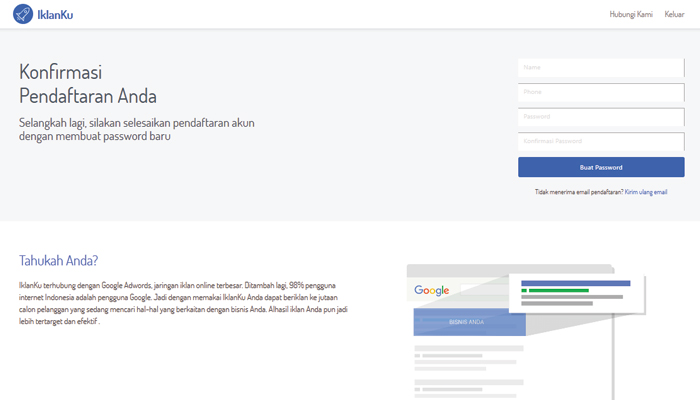 IklanKu
Hubungi Kami
Keluar
Konfirmasi
Pendaftaran Anda
Selangkah lagi, silakan selesaikan pendaftaran akun
dengan membuat password baru
Name
Phone
Password
Konfirmasi Password
Buat Password
Tidak menerima email pendaftaran? Kirim ulang email
Tahukah Anda?
IklanKu terhubung dengan Google Adwords, jaringan iklan online terbesar. Ditambah lagi, 98% pengguna
internet Indonesia adalah pengguna Google. Jadi dengan memakai IklanKu Anda dapat beriklan ke jutaan
calon pelanggan yang sedang mencari hal-hal yang berkaitan dengan bisnis Anda. Alhasil iklan Anda pun jadi
lebih tertarget dan efektif .
Google
BISNIS ANDA